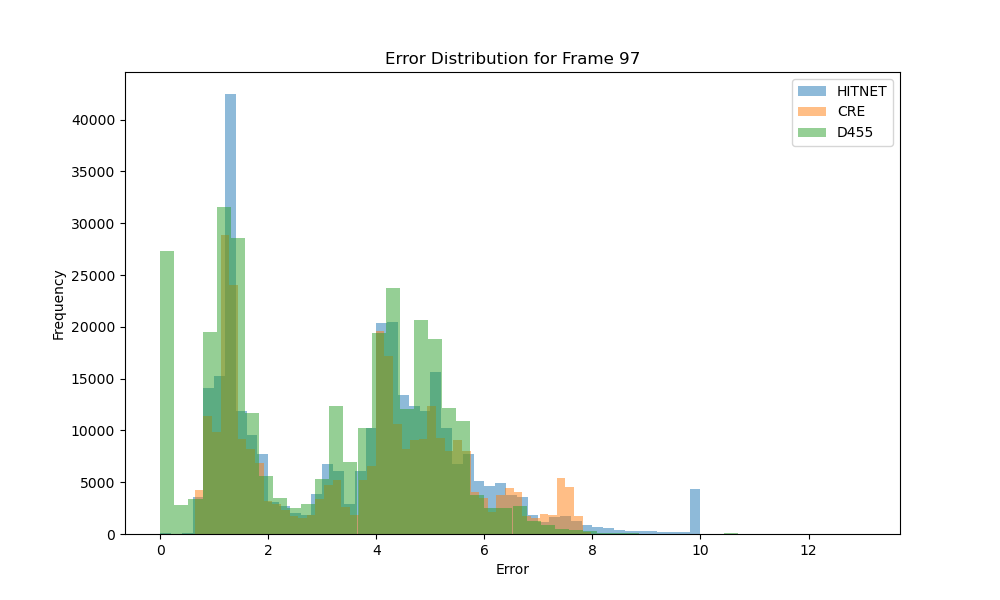 Error Distribution for Frame 97
HITNET
CRE
D455
Frequency
40000
35000
30000
25000
20000
15000
10000
5000
0
0 2 4 6 8 10 12
Error